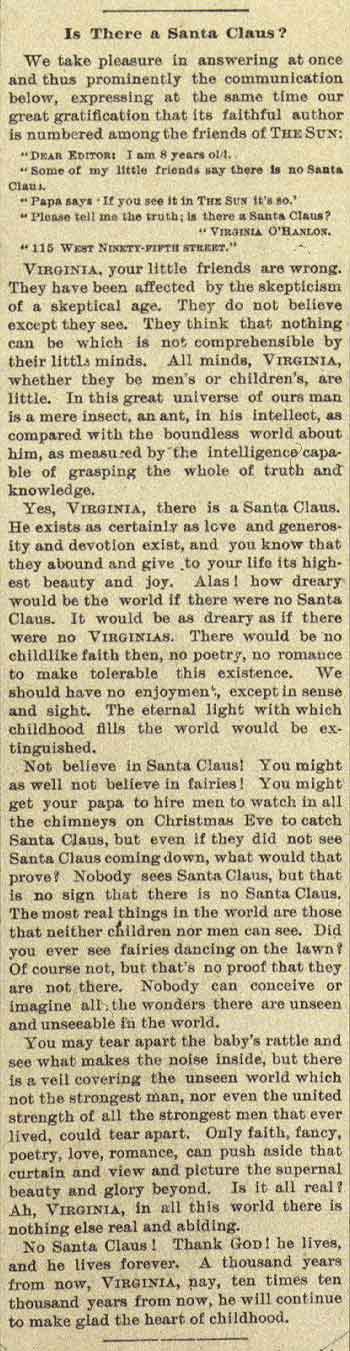 Is There a Santa Claus?
We take pleasure in answering at once
and thus prominently the communication
below, expressing at the same time our
great gratification that its faithful author
is numbered among the friends of THE SUN:
"DEAR EDITOR: I am 8 years old.
"Some of my little friends say there is no Santa
Claus.
"Papa says 'If you see it in THE SUN it's so.'
"Please tell me the truth; is there a Santa Claus?
"VIRGINIA O'HANLON.
"115 WEST NINETY-FIFTH STREET."
VIRGINIA, your little friends are wrong.
They have been affected by the skepticism
of a skeptical age. They do not believe
except they see. They think that nothing
can be which is not comprehensible by
their little minds. All minds, VIRGINIA,
whether they be men's or children's, are
little. In this great universe of ours man
is a mere insect, an ant, in his intellect, as
compared with the boundless world about
him, as measured by the intelligence capa-
ble of grasping the whole of truth and
knowledge.
Yes, VIRGINIA, there is a Santa Claus.
He exists as certainly as love and generos-
ity and devotion exist, and you know that
they abound and give to your life its high-
est beauty and joy. Alas! how dreary
would be the world if there were no Santa
Claus. It would be as dreary as if there
were no VIRGINIAS. There would be no
childlike faith then, no poetry, no romance
to make tolerable this existence. We
should have no enjoyment, except in sense
and sight. The eternal light with which
childhood fills the world would be ex-
tinguished.
Not believe in Santa Claus! You might
as well not believe in fairies! You might
get your papa to hire men to watch in all
the chimneys on Christmas Eve to catch
Santa Claus, but even if they did not see
Santa Claus coming down, what would that
prove? Nobody sees Santa Claus, but that
is no sign that there is no Santa Claus.
The most real things in the world are those
that neither children nor men can see. Did
you ever see fairies dancing on the lawn?
Of course not, but that's no proof that they
are not there. Nobody can conceive or
imagine all the wonders there are unseen
and unseeable in the world.
You may tear apart the baby's rattle and
see what makes the noise inside, but there
is a veil covering the unseen world which
not the strongest man, nor even the united
strength of all the strongest men that ever
lived, could tear apart. Only faith, fancy,
poetry, love, romance, can push aside that
curtain and view and picture the supernal
beauty and glory beyond. Is it all real?
Ah, VIRGINIA, in all this world there is
nothing else real and abiding.
No Santa Claus! Thank GOD! he lives,
and he lives forever. A thousand years
from now, VIRGINIA, nay, ten times ten
thousand years from now, he will continue
to make glad the heart of childhood.